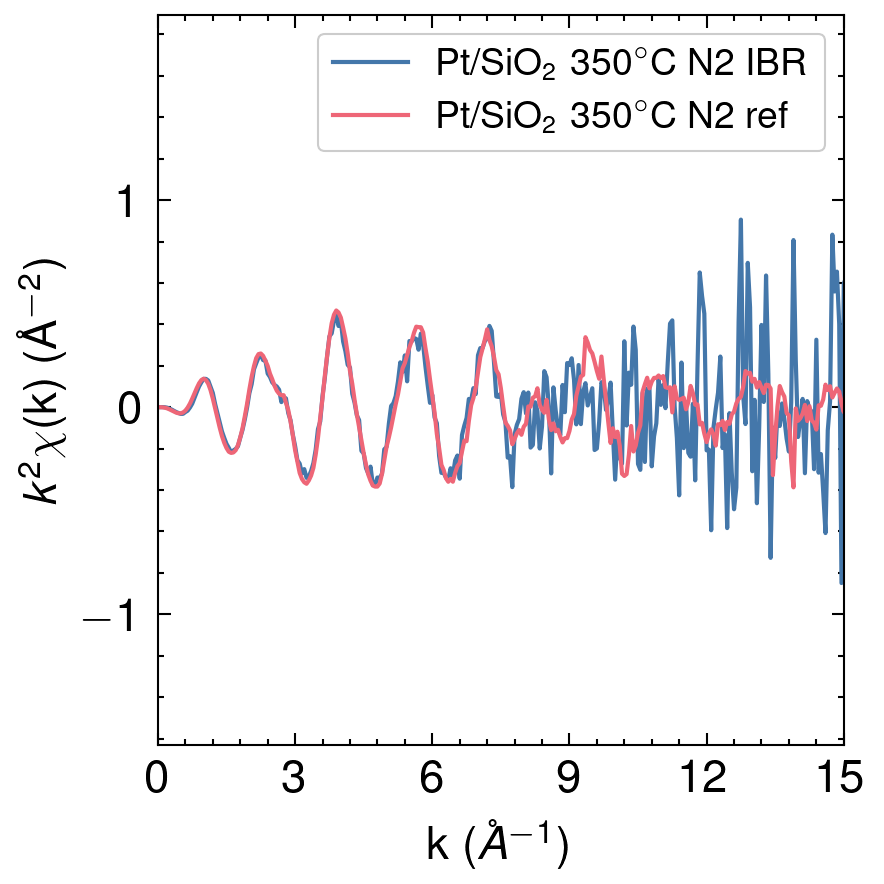 Pt/SiO₂ 350°C N2 IBR
Pt/SiO₂ 350°C N2 ref
k²χ(k) (Å⁻²)
1
0
−1
0 3 6 9 12 15
k (Å⁻¹)